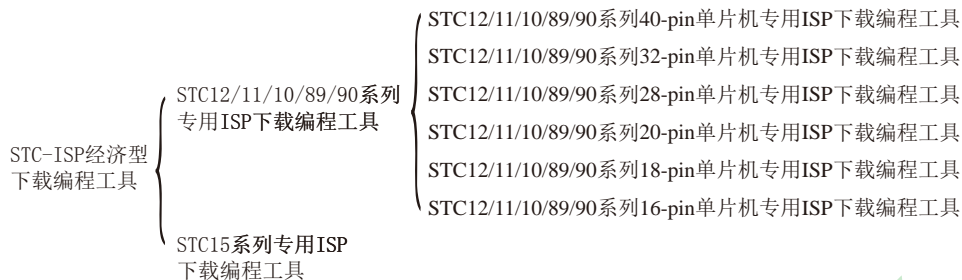 STC-ISP经济型
下载编程工具
STC12/11/10/89/90系列
专用ISP下载编程工具
STC12/11/10/89/90系列40-pin单片机专用ISP下载编程工具
STC12/11/10/89/90系列32-pin单片机专用ISP下载编程工具
STC12/11/10/89/90系列28-pin单片机专用ISP下载编程工具
STC12/11/10/89/90系列20-pin单片机专用ISP下载编程工具
STC12/11/10/89/90系列18-pin单片机专用ISP下载编程工具
STC12/11/10/89/90系列16-pin单片机专用ISP下载编程工具
STC15系列专用ISP
下载编程工具